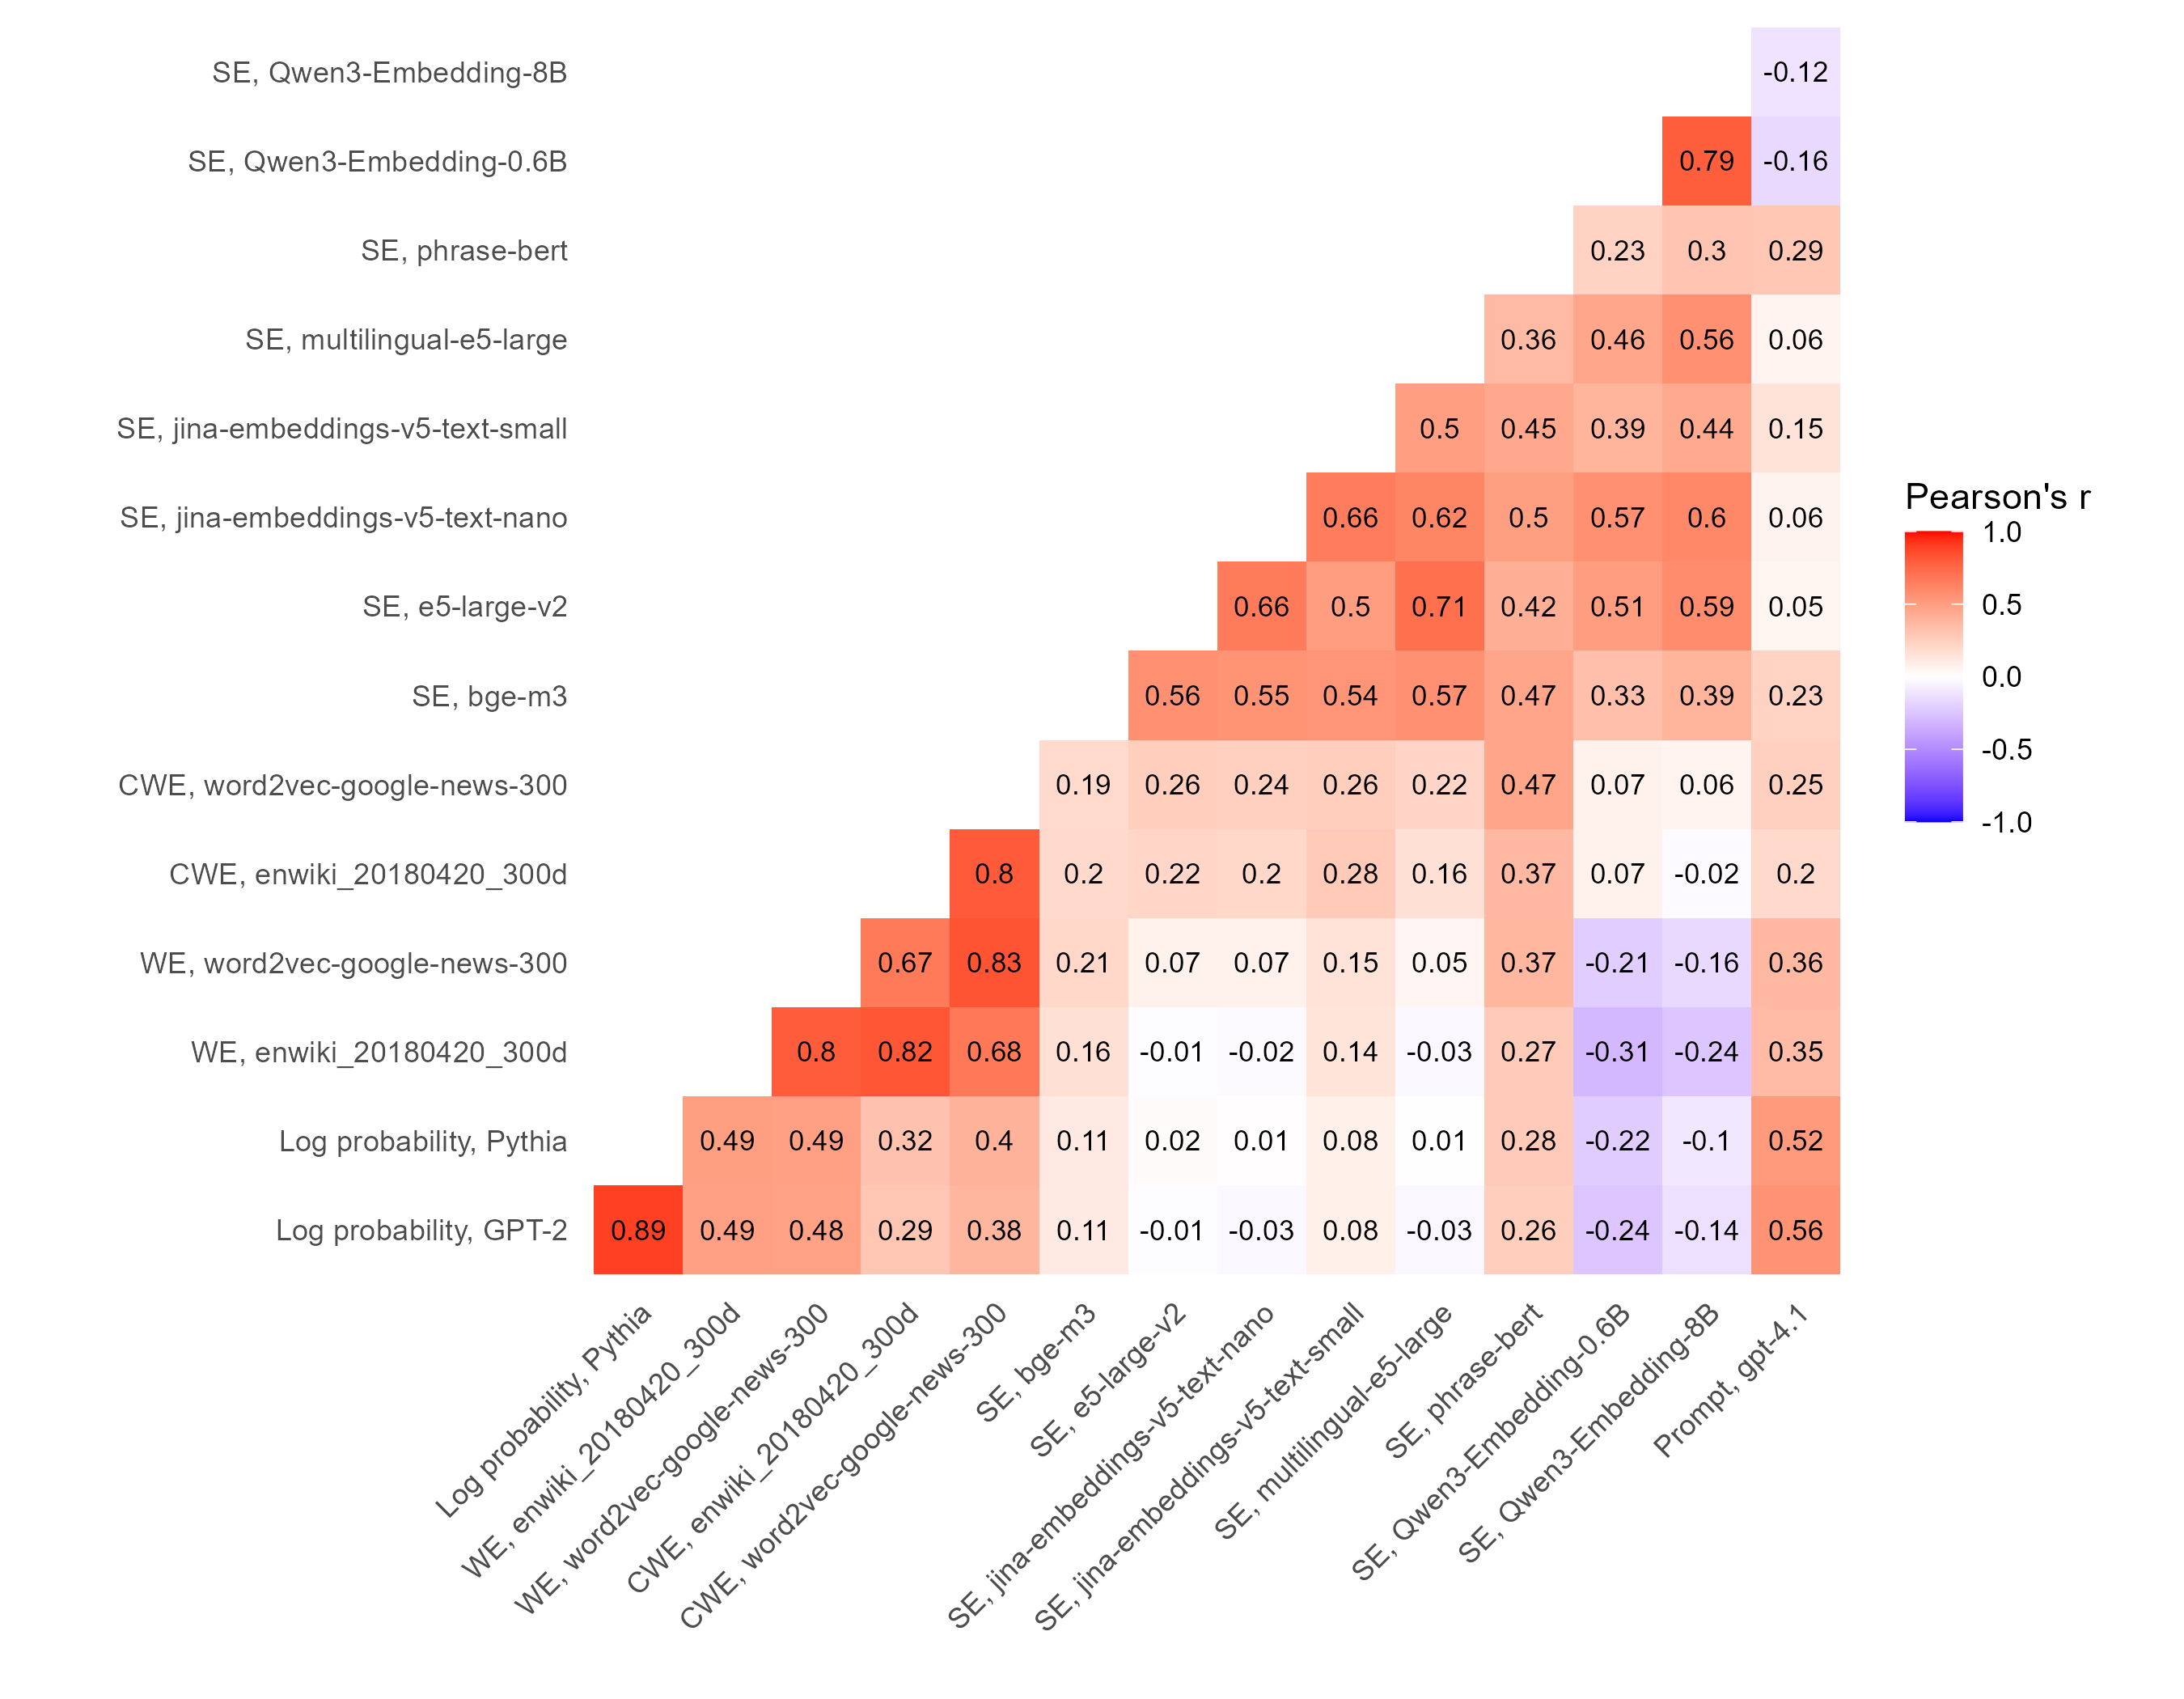 SE, Qwen3-Embedding-8B -0.12
SE, Qwen3-Embedding-0.6B 0.79 -0.16
SE, phrase-bert 0.23 0.3 0.29
SE, multilingual-e5-large 0.36 0.46 0.56 0.06
SE, jina-embeddings-v5-text-small 0.5 0.45 0.39 0.44 0.15
SE, jina-embeddings-v5-text-nano 0.66 0.62 0.5 0.57 0.6 0.06
SE, e5-large-v2 0.66 0.5 0.71 0.42 0.51 0.59 0.05
SE, bge-m3 0.56 0.55 0.54 0.57 0.47 0.33 0.39 0.23
CWE, word2vec-google-news-300 0.19 0.26 0.24 0.26 0.22 0.47 0.07 0.06 0.25
CWE, enwiki_20180420_300d 0.8 0.2 0.22 0.2 0.28 0.16 0.37 0.07 -0.02 0.2
WE, word2vec-google-news-300 0.67 0.83 0.21 0.07 0.07 0.15 0.05 0.37 -0.21 -0.16 0.36
WE, enwiki_20180420_300d 0.8 0.82 0.68 0.16 -0.01 -0.02 0.14 -0.03 0.27 -0.31 -0.24 0.35
Log probability, Pythia 0.49 0.49 0.32 0.4 0.11 0.02 0.01 0.08 0.01 0.28 -0.22 -0.1 0.52
Log probability, GPT-2 0.89 0.49 0.48 0.29 0.38 0.11 -0.01 -0.03 0.08 -0.03 0.26 -0.24 -0.14 0.56
Log probability, Pythia
WE, enwiki_20180420_300d
WE, word2vec-google-news-300
CWE, enwiki_20180420_300d
CWE, word2vec-google-news-300
SE, bge-m3
SE, e5-large-v2
SE, jina-embeddings-v5-text-nano
SE, jina-embeddings-v5-text-small
SE, multilingual-e5-large
SE, phrase-bert
SE, Qwen3-Embedding-0.6B
SE, Qwen3-Embedding-8B
Prompt, gpt-4.1
Pearson's r
1.0
0.5
0.0
-0.5
-1.0